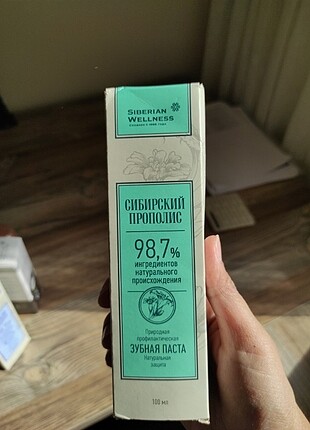 SIBERIAN
WELLNESS
СИБИРСКИЙ
ПРОПОЛИС
98,7%
ингредиентов
натурального
происхождения
Природная
профилактическая
ЗУБНАЯ ПАСТА
Натуральная
защита
100 мл